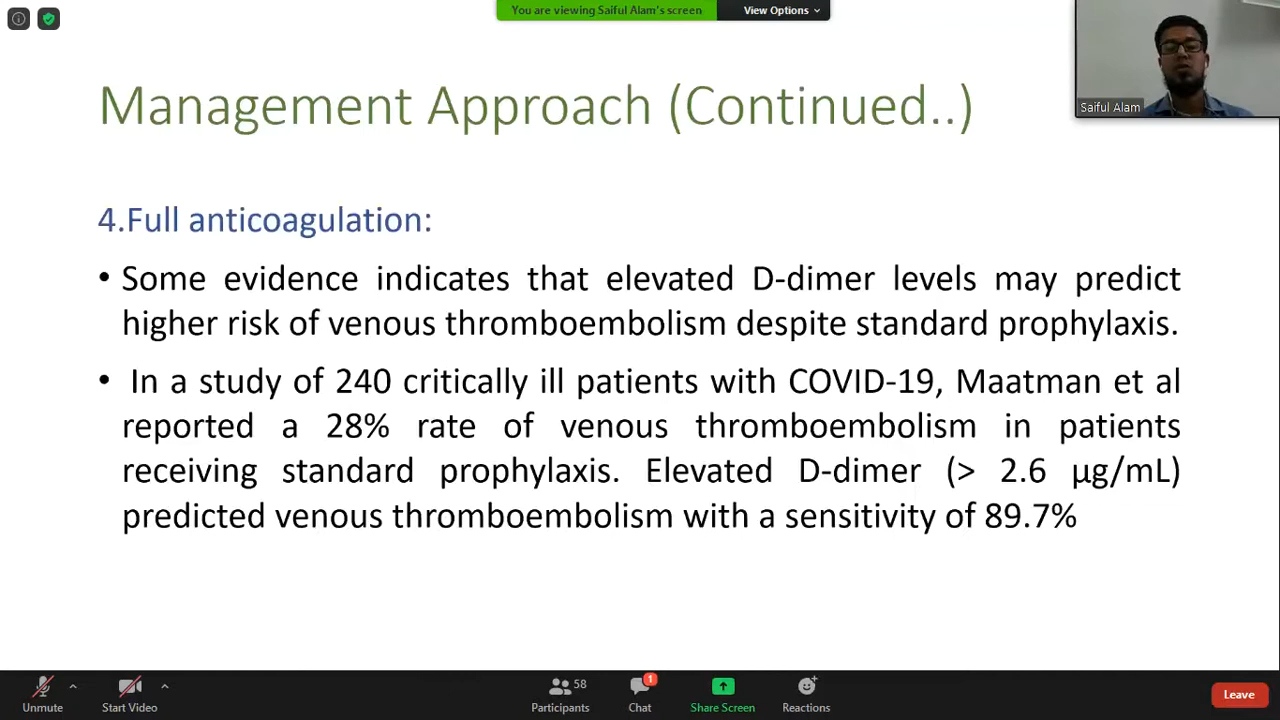 You are viewing Saiful Alam's screen
View Options
Management Approach (Continued..)
Saiful Alam
4.Full anticoagulation:
• Some evidence indicates that elevated D-dimer levels may predict
higher risk of venous thromboembolism despite standard prophylaxis.
• In a study of 240 critically ill patients with COVID-19, Maatman et al
reported a 28% rate of venous thromboembolism in patients
receiving standard prophylaxis. Elevated D-dimer (> 2.6 μg/mL)
predicted venous thromboembolism with a sensitivity of 89.7%
Unmute
Start Video
Participants
58
Chat
1
Share Screen
Reactions
Leave